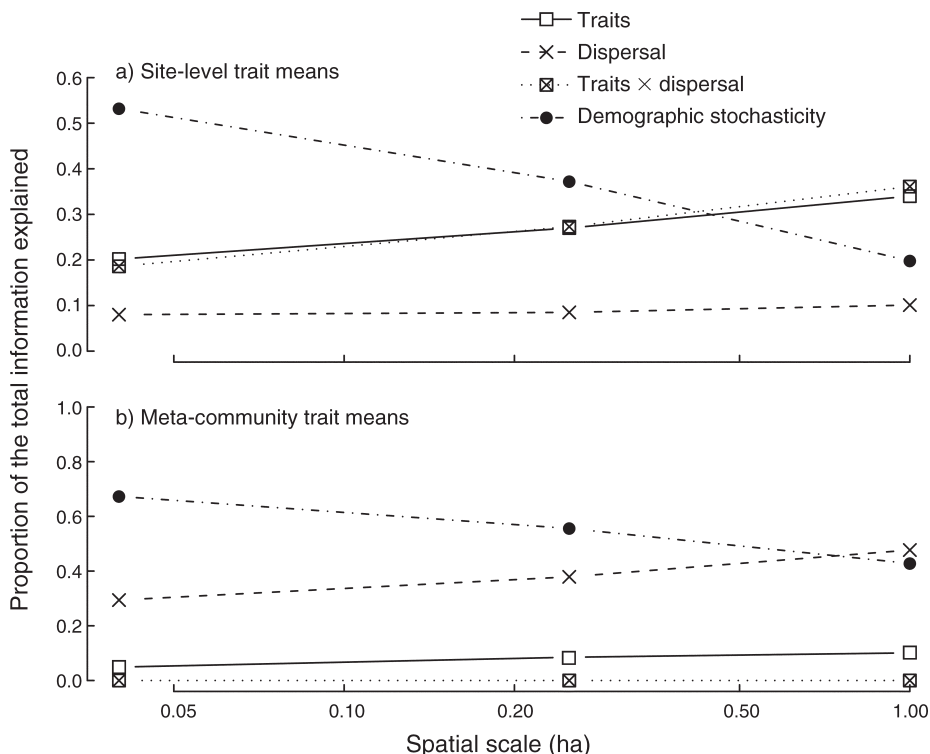 Traits
Dispersal
Traits × dispersal
Demographic stochasticity
a) Site-level trait means
0.6
0.5
0.4
0.3
0.2
0.1
0.0
Proportion of the total information explained
b) Meta-community trait means
1.0
0.8
0.6
0.4
0.2
0.0
0.05 0.10 0.20 0.50 1.00
Spatial scale (ha)